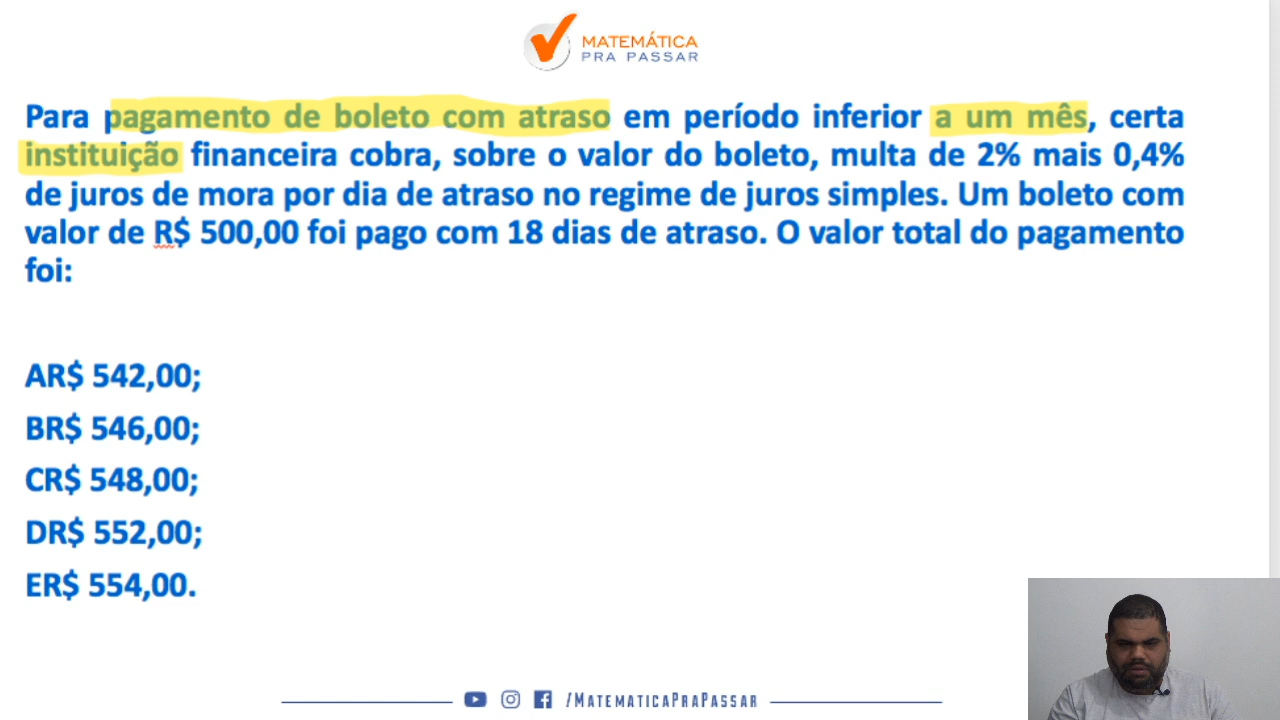 MATEMÁTICA
PRA PASSAR
Para pagamento de boleto com atraso em período inferior a um mês, certa
instituição financeira cobra, sobre o valor do boleto, multa de 2% mais 0,4%
de juros de mora por dia de atraso no regime de juros simples. Um boleto com
valor de R$ 500,00 foi pago com 18 dias de atraso. O valor total do pagamento
foi:
AR$ 542,00;
BR$ 546,00;
CR$ 548,00;
DR$ 552,00;
ER$ 554,00.
/MATEMATICAPRAPASSAR